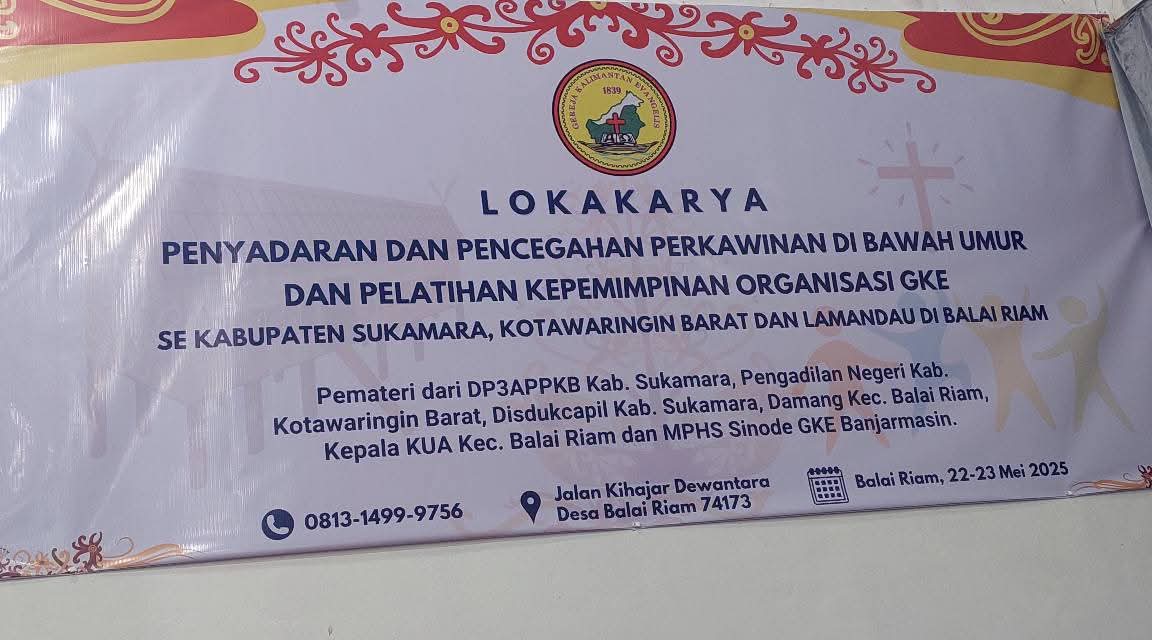 GEREJA KALIMANTAN EVANGELIS
1839
LOKAKARYA
PENYADARAN DAN PENCEGAHAN PERKAWINAN DI BAWAH UMUR
DAN PELATIHAN KEPEMIMPINAN ORGANISASI GKE
SE KABUPATEN SUKAMARA, KOTAWARINGIN BARAT DAN LAMANDAU DI BALAI RIAM
Pemateri dari DP3APPKB Kab. Sukamara, Pengadilan Negeri Kab.
Kotawaringin Barat, Disdukcapil Kab. Sukamara, Damang Kec. Balai Riam,
Kepala KUA Kec. Balai Riam dan MPHS Sinode GKE Banjarmasin.
0813-1499-9756
Jalan Kihajar Dewantara
Desa Balai Riam 74173
Balai Riam, 22-23 Mei 2025